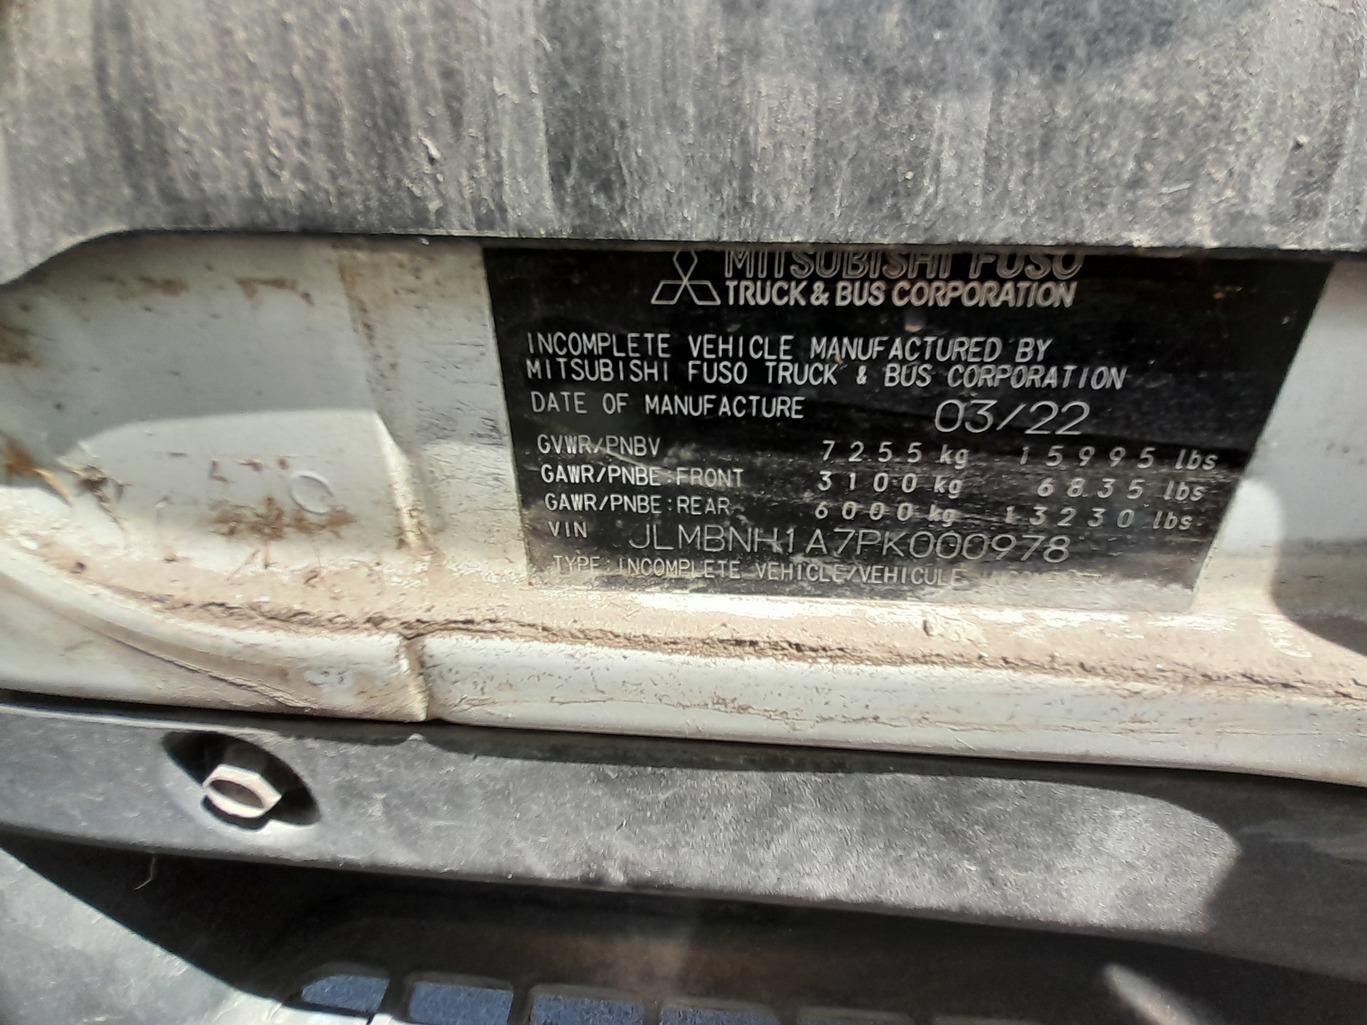 MITSUBISHI FUSO
TRUCK & BUS CORPORATION
INCOMPLETE VEHICLE MANUFACTURED BY
MITSUBISHI FUSO TRUCK & BUS CORPORATION
DATE OF MANUFACTURE 03/22
GVWR/PNBV 7255 kg 15995 lbs
GAWR/PNBE:FRONT 3100 kg 6835 lbs
GAWR/PNBE:REAR 6000 kg 13230 lbs
VIN JLMBNH1A7PK000978
TYPE:INCOMPLETE VEHICLE/VEHICULE